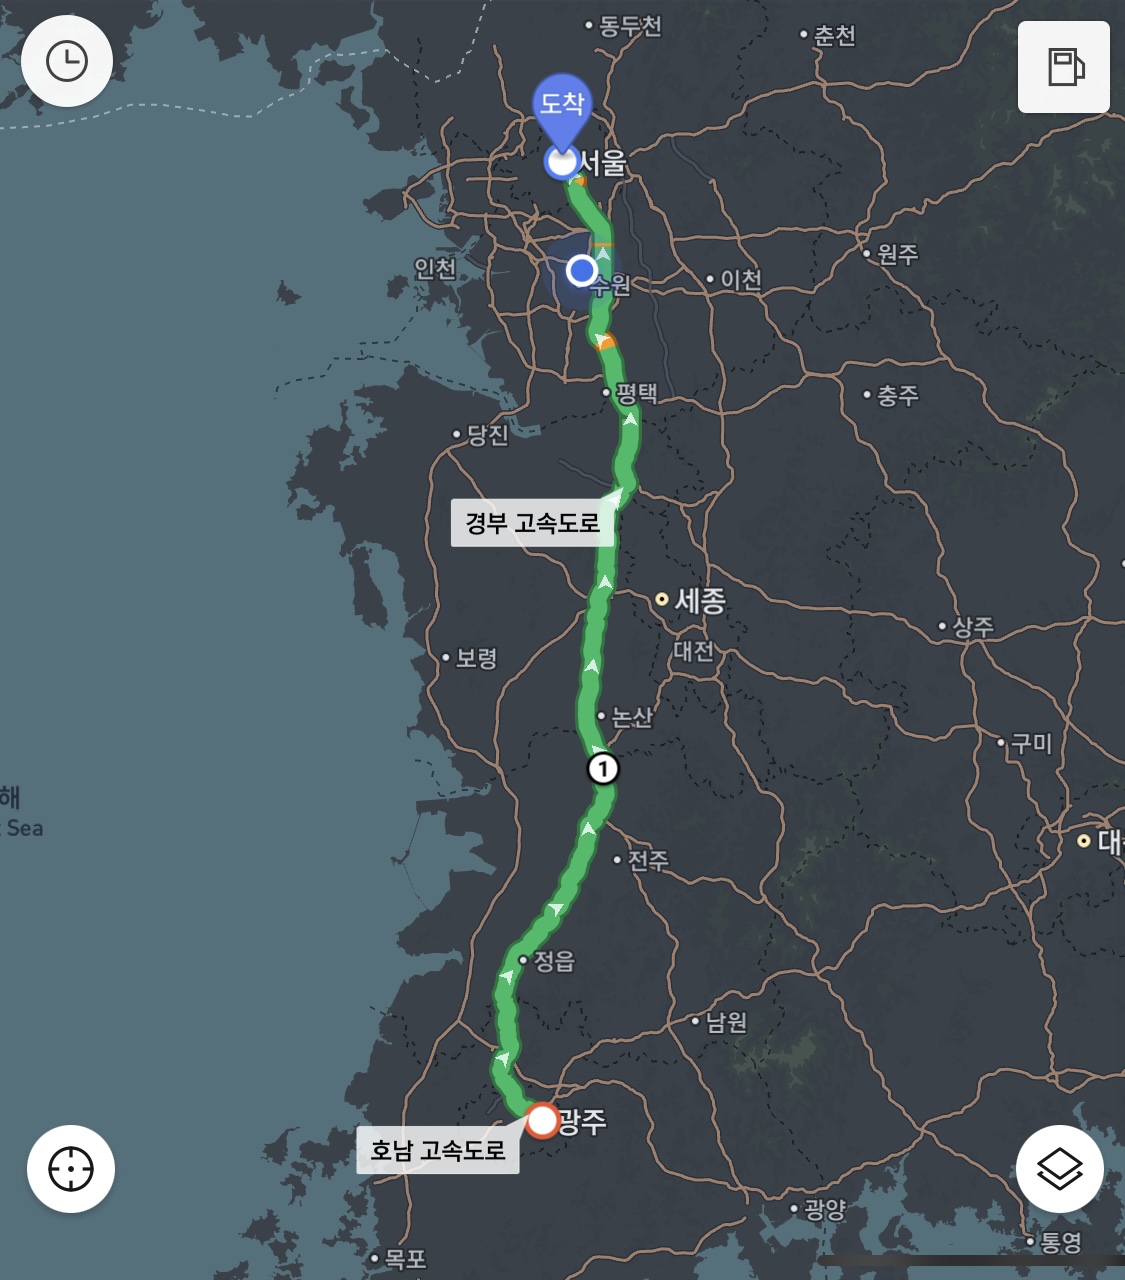 동두천
춘천
도착
서울
인천
수원
이천
원주
평택
충주
당진
경부 고속도로
세종
상주
대전
보령
논산
구미
1
해
Sea
대
전주
정읍
남원
광주
호남 고속도로
광양
통영
목포